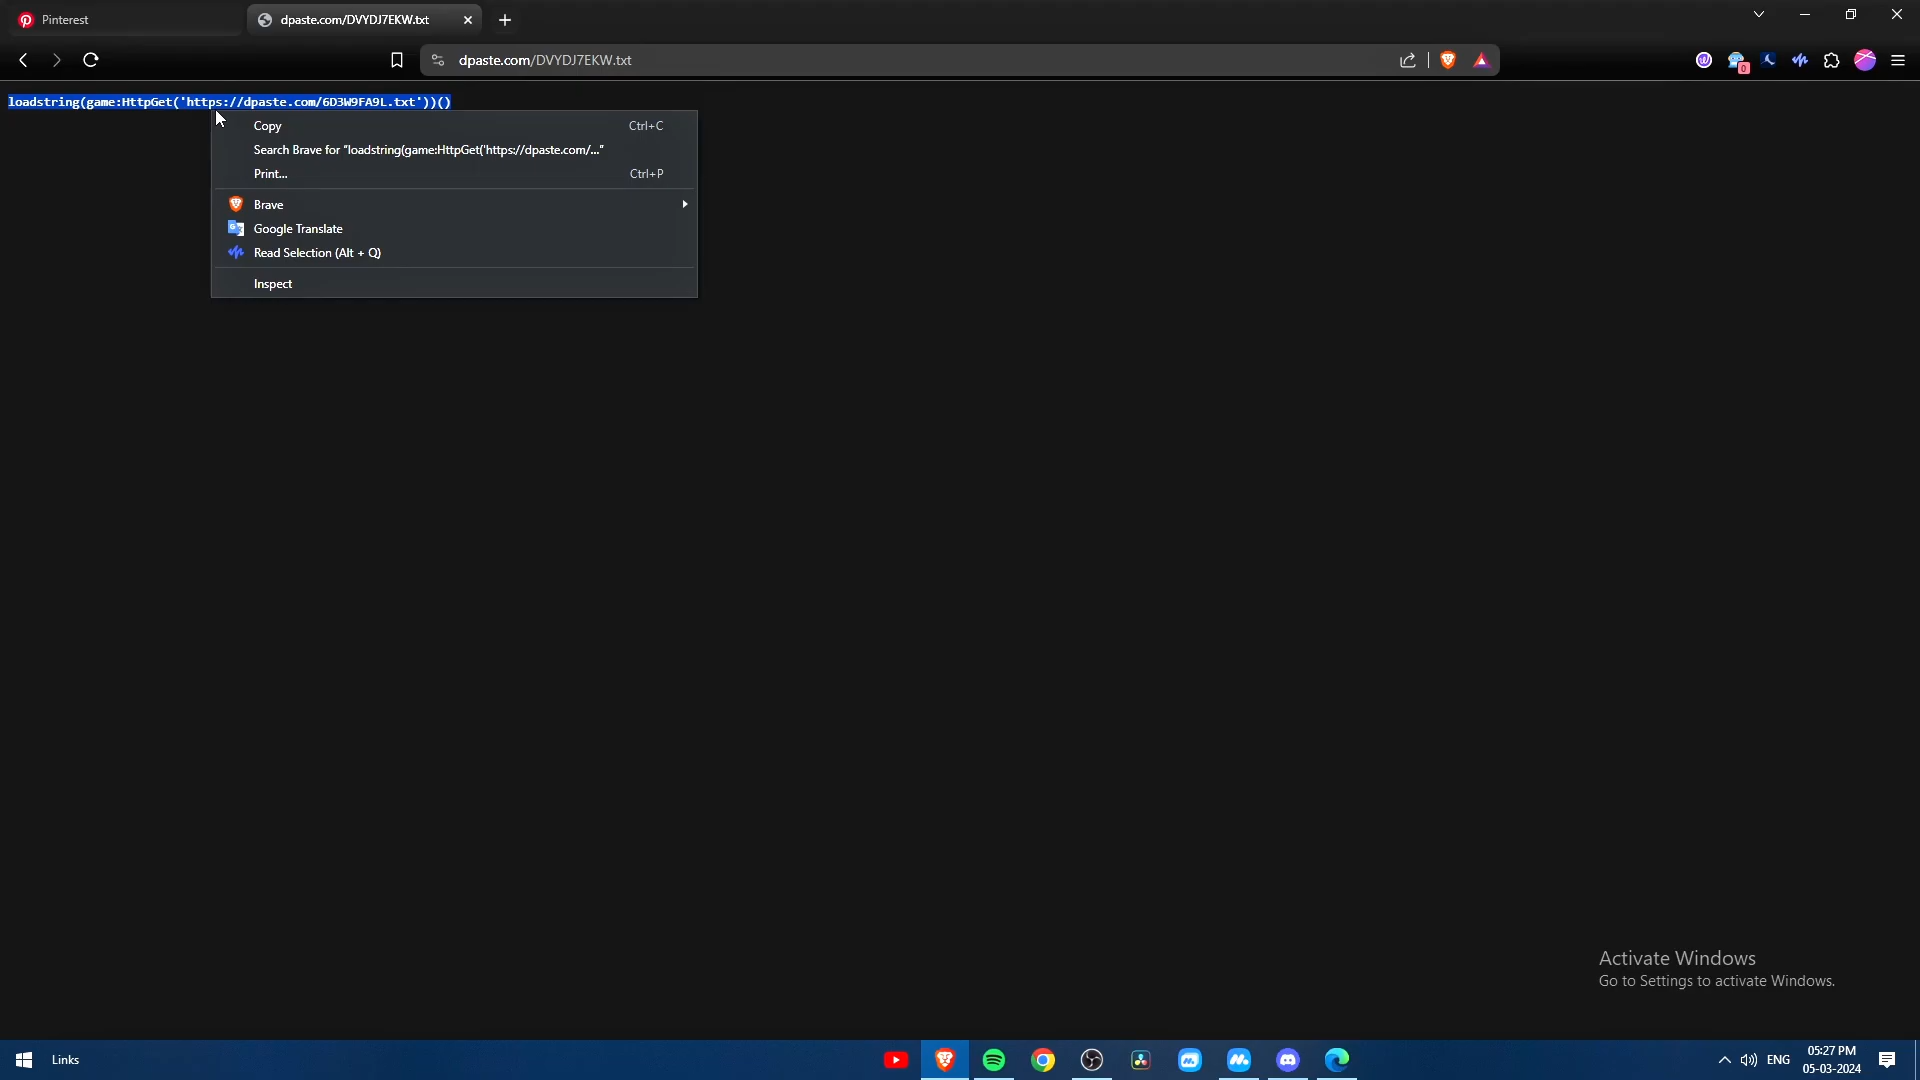 Pinterest
dpaste.com/DVYDJ7EKW.txt
dpaste.com/DVYDJ7EKW.txt
0
loadstring(game:HttpGet('https://dpaste.com/6D3W9FA9L.txt'))()
Copy Ctrl+C
Search Brave for “loadstring(game:HttpGet('https://dpaste.com/...”
Print... Ctrl+P
Brave
Google Translate
Read Selection (Alt + Q)
Inspect
Activate Windows
Go to Settings to activate Windows.
Links
ENG
05:27 PM
05-03-2024